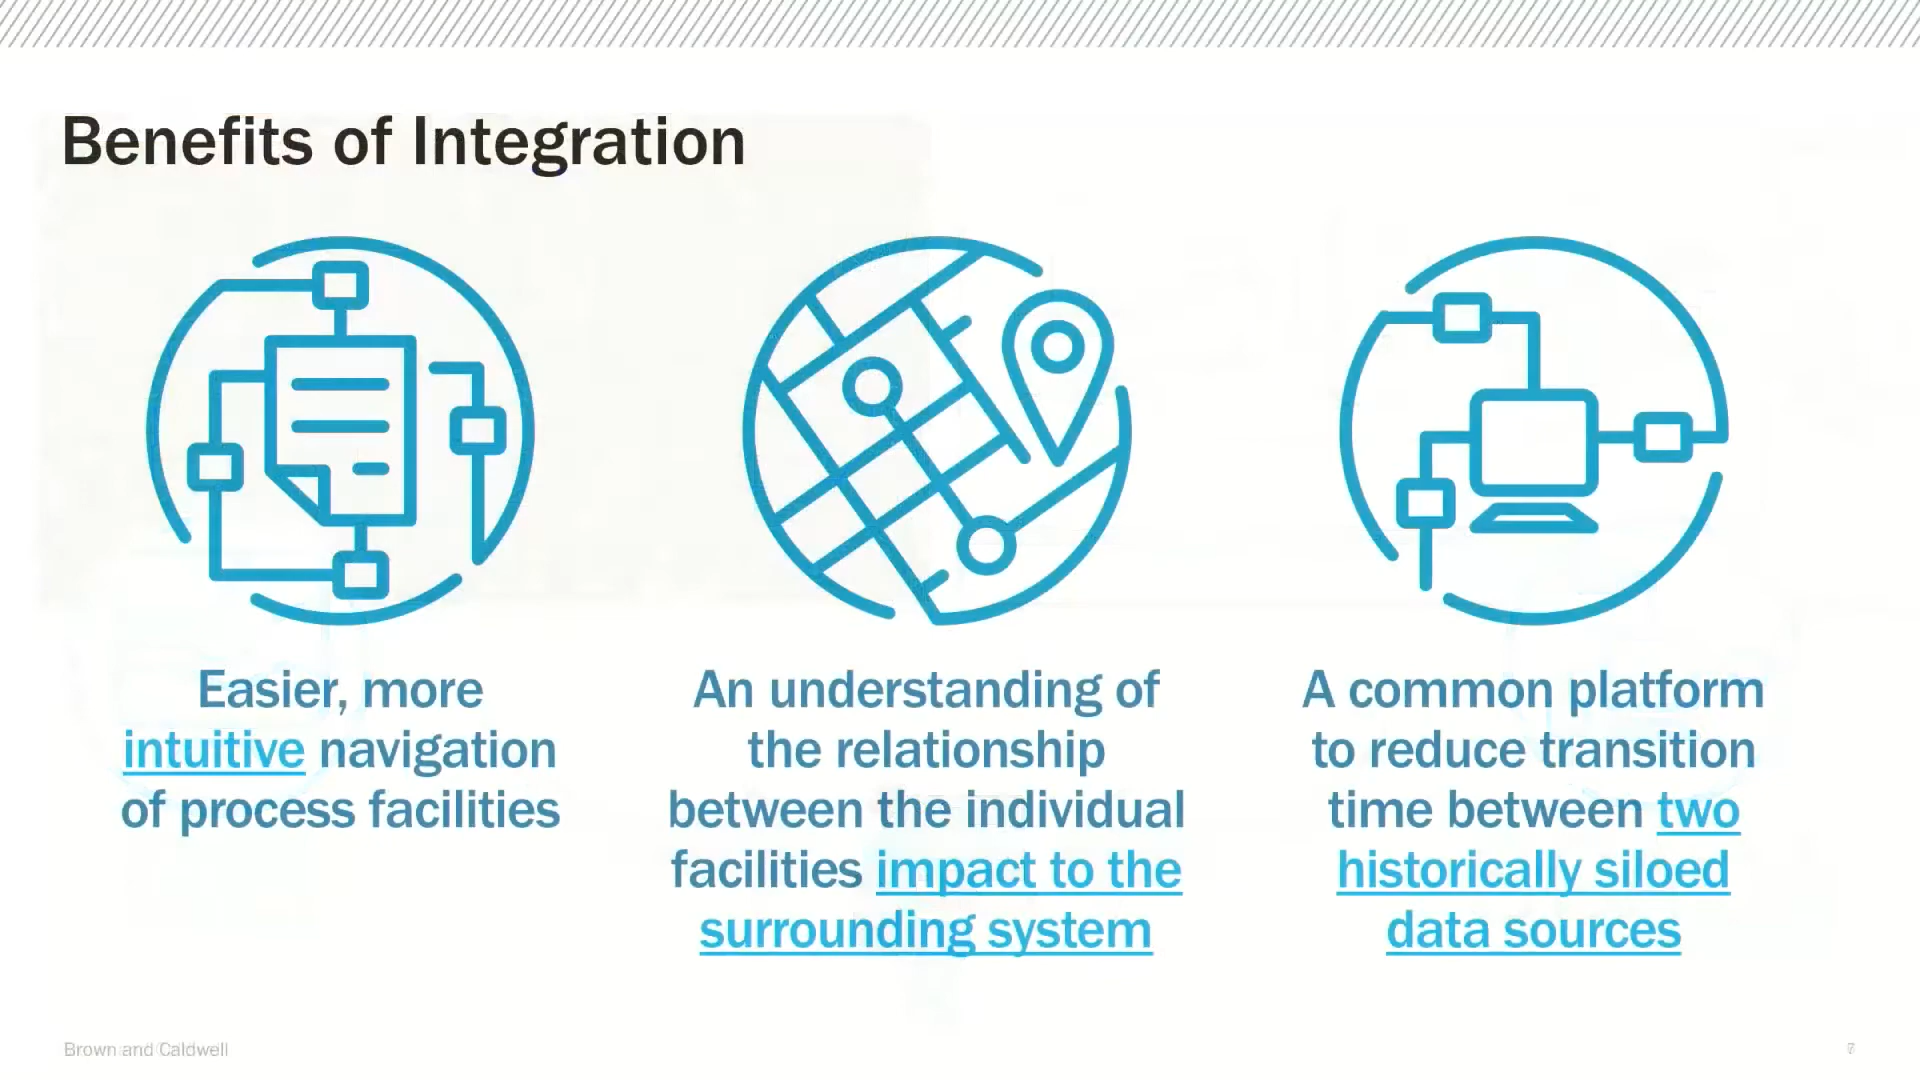 Benefits of Integration
Easier, more
intuitive navigation
of process facilities
An understanding of
the relationship
between the individual
facilities impact to the
surrounding system
A common platform
to reduce transition
time between two
historically siloed
data sources
Brown and Caldwell
7